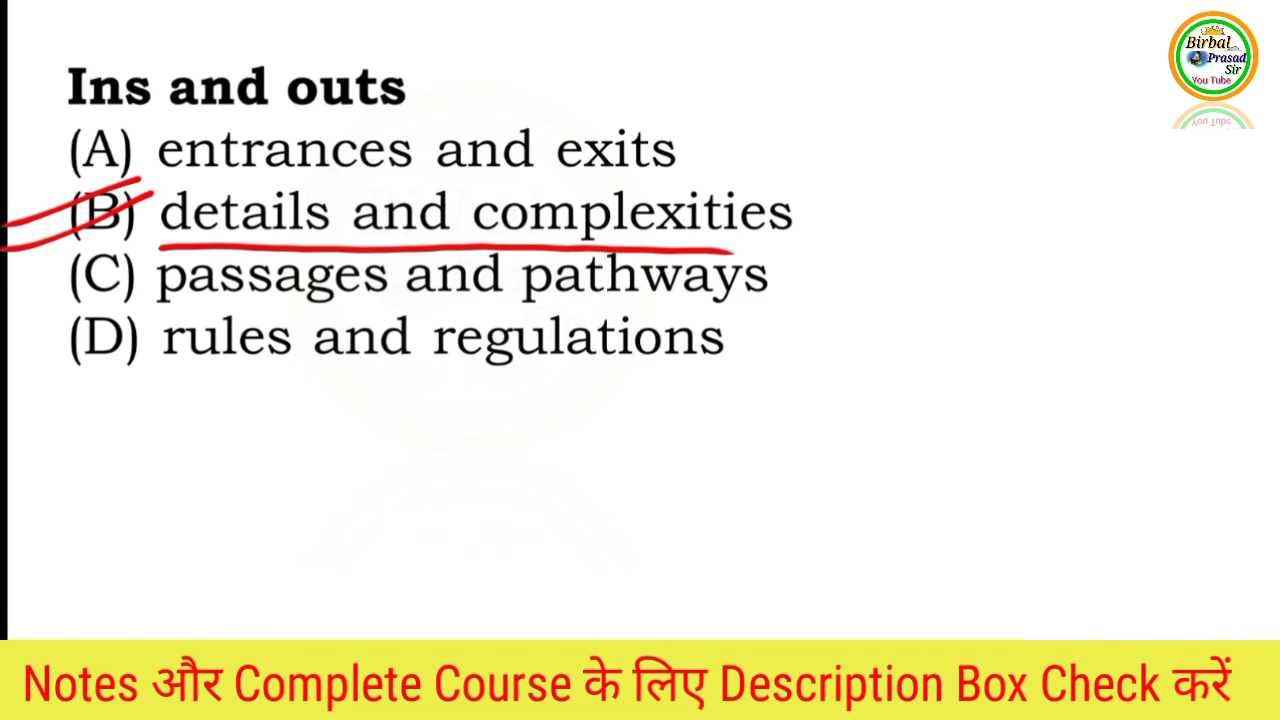 Birbal
Prasad
Sir
You Tube
Ins and outs
(A) entrances and exits
(B) details and complexities
(C) passages and pathways
(D) rules and regulations
Notes और Complete Course के लिए Description Box Check करें